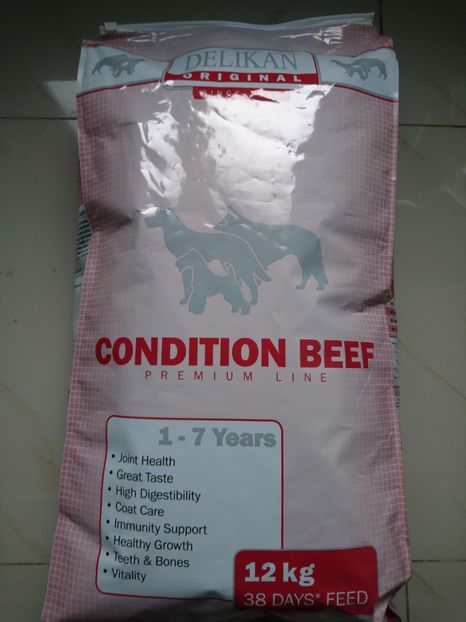 DELIKAN
ORIGINAL
SINCE
CONDITION BEEF
PREMIUM LINE
1 - 7 Years
• Joint Health
• Great Taste
• High Digestibility
• Coat Care
• Immunity Support
• Healthy Growth
• Teeth & Bones
• Vitality
12 kg
38 DAYS* FEED